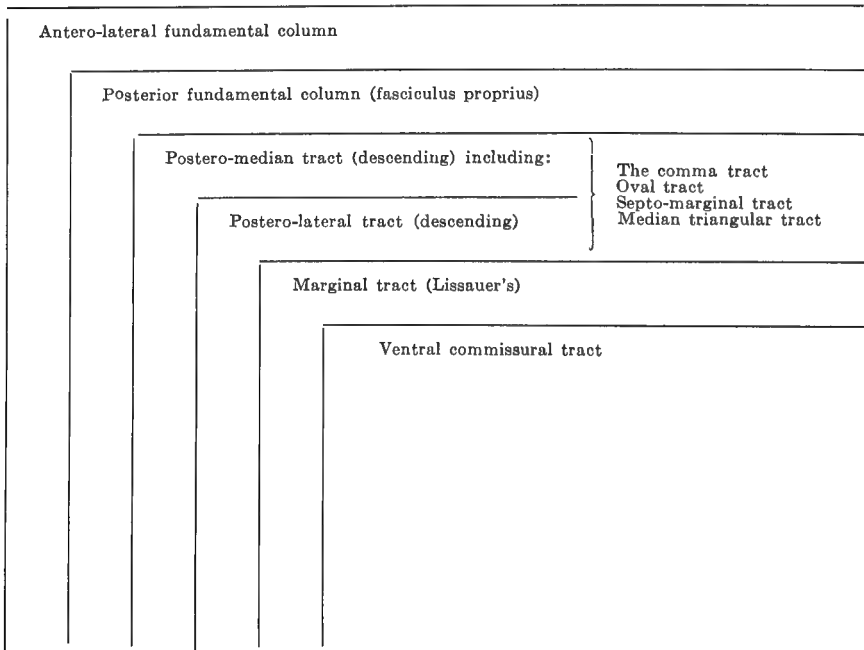 Antero-lateral fundamental column
Posterior fundamental column (fasciculus proprius)
Postero-median tract (descending) including:
The comma tract
Oval tract
Septo-marginal tract
Median triangular tract
Postero-lateral tract (descending)
Marginal tract (Lissauer's)
Ventral commissural tract